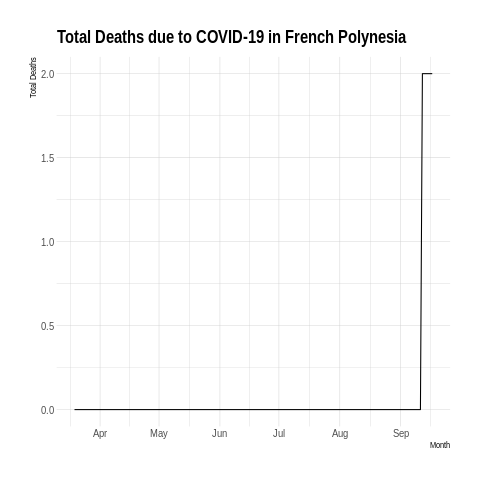 Total Deaths due to COVID-19 in French Polynesia
Total Deaths
2.0
1.5
1.0
0.5
0.0
Apr May Jun Jul Aug Sep
Month